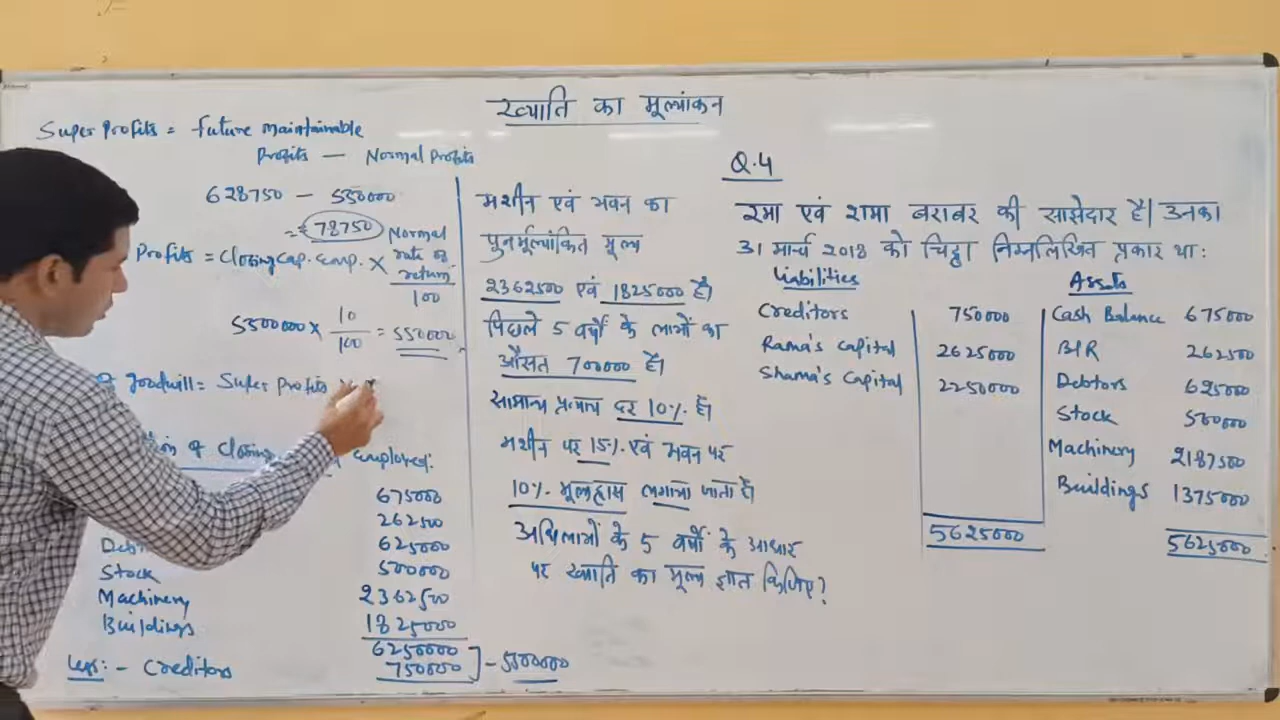 ख्याति का मूल्यांकन
Super Profits = future maintainable
Profits — Normal Profits
628750 — 550000
= 78750
Profits = Closing Cap. Emp. × Normal rate of return / 100
5500000 × 10/100 = 550000
goodwill = Super Profits ×
of closing employed:
675000
262500
625000
Stock 500000
Machinery 2362500
Buildings 1825000
6250000
Less:- Creditors 750000 - 5500000
मशीन एवं भवन का
पुनर्मूल्यांकित मूल्य
2362500 एवं 1825000 है।
पिछले 5 वर्षों के लाभों का
औसत 700000 है।
सामान्य प्रत्याय दर 10% है।
मशीन पर 15% एवं भवन पर
10% मूल्यह्रास लगाया जाता है
अधिलाभों के 5 वर्षों के आधार
पर ख्याति का मूल्य ज्ञात किजिए?
Q.4
रमा एवं शमा बराबर की साझेदार है। उनका
31 मार्च 2018 को चिट्ठा निम्नलिखित प्रकार था:
Liabilities Assets
Creditors 750000 Cash Balance 675000
Rama's Capital 2625000 B/R 262500
Shama's Capital 2250000 Debtors 625000
Stock 500000
Machinery 2187500
Buildings 1375000
5625000 5625000